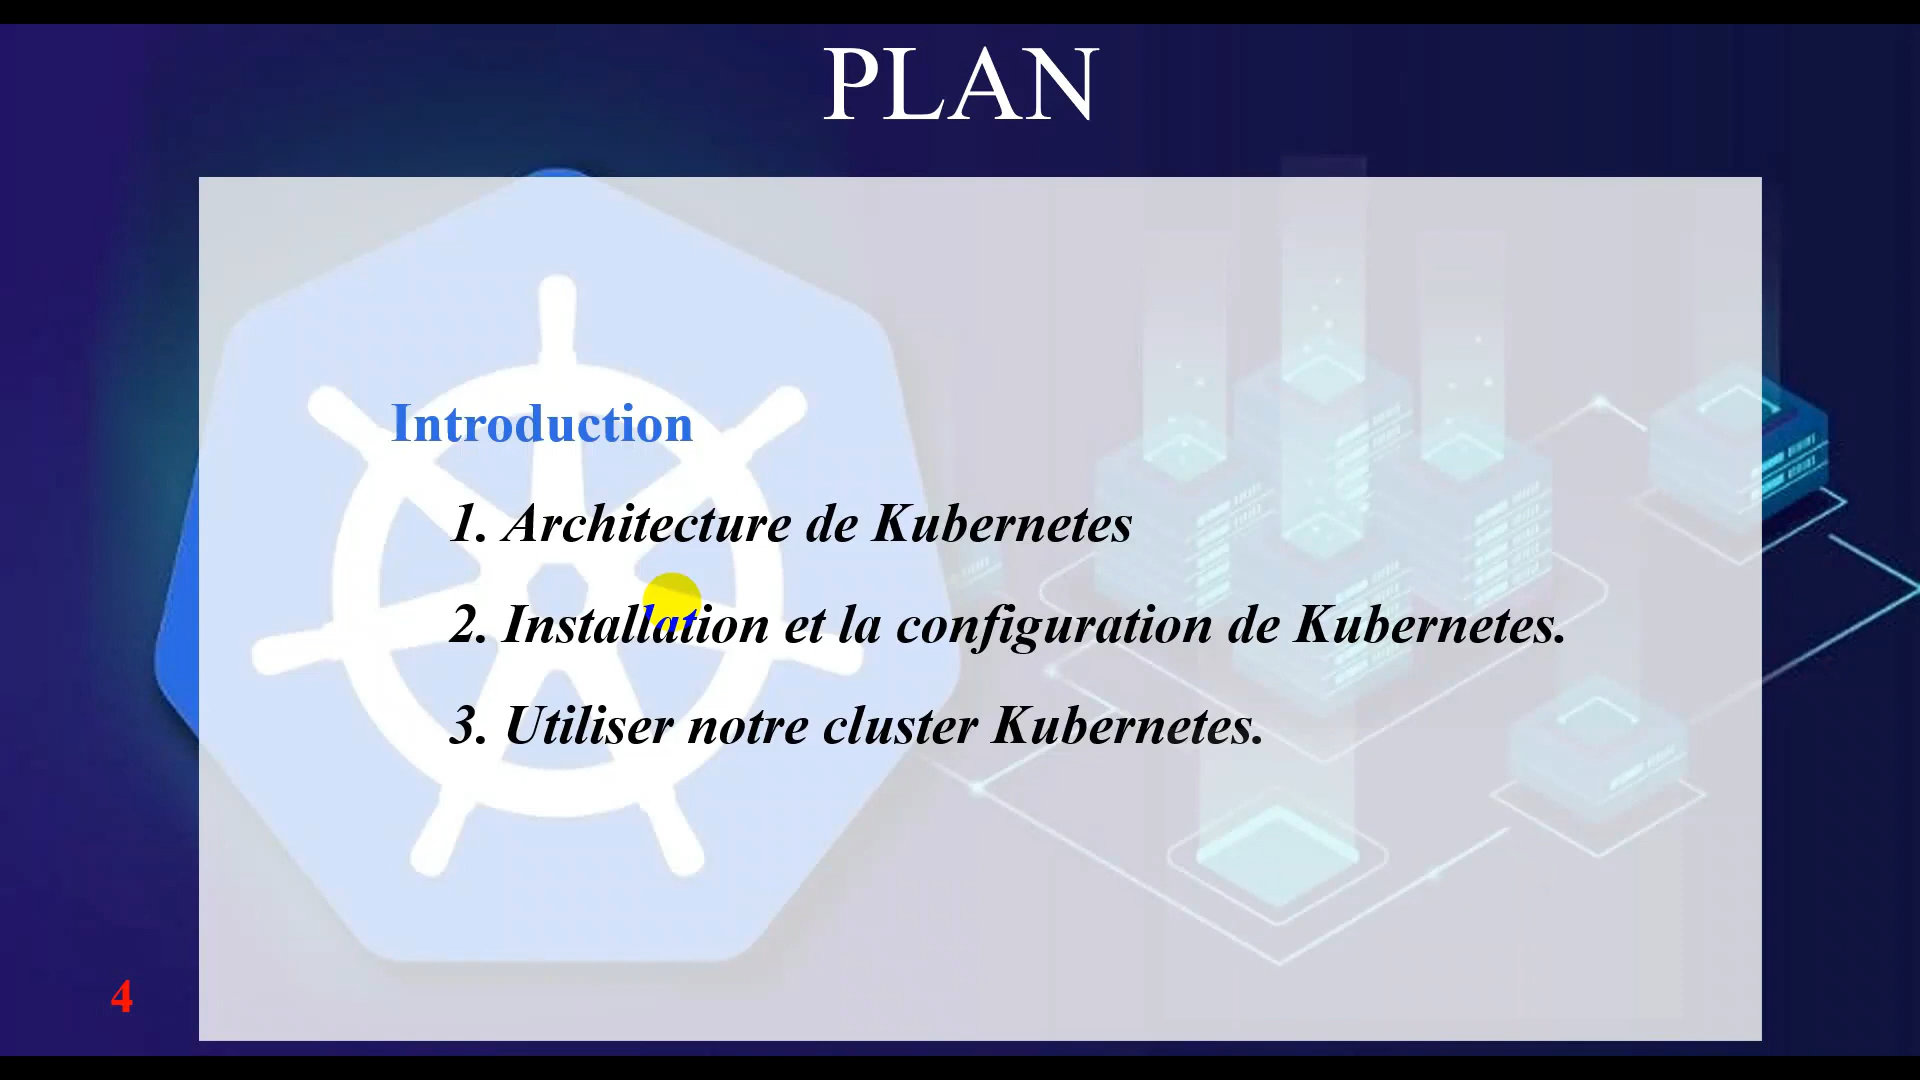 PLAN
Introduction
1. Architecture de Kubernetes
2. Installation et la configuration de Kubernetes.
3. Utiliser notre cluster Kubernetes.
4